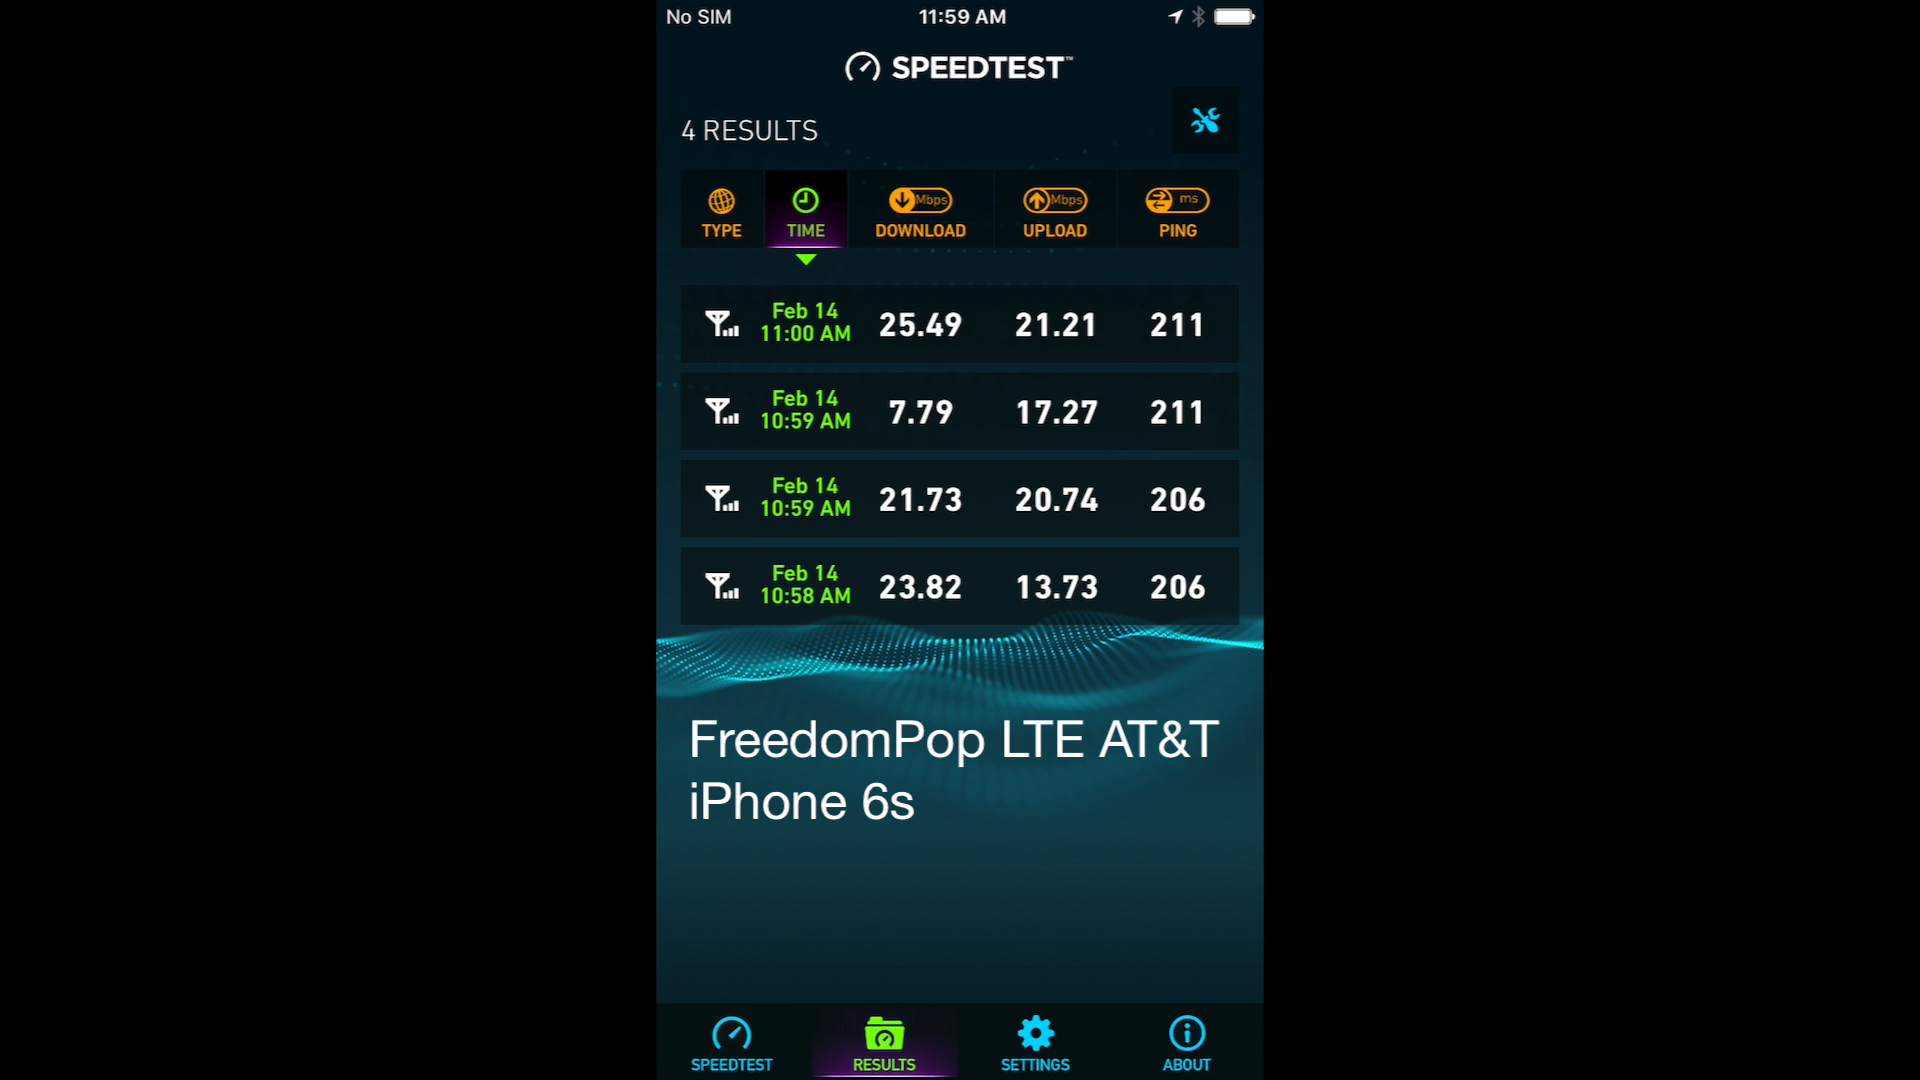 No SIM 11:59 AM
SPEEDTEST™
4 RESULTS
Mbps Mbps ms
TYPE TIME DOWNLOAD UPLOAD PING
Feb 14
11:00 AM 25.49 21.21 211
Feb 14
10:59 AM 7.79 17.27 211
Feb 14
10:59 AM 21.73 20.74 206
Feb 14
10:58 AM 23.82 13.73 206
FreedomPop LTE AT&T
iPhone 6s
SPEEDTEST RESULTS SETTINGS ABOUT